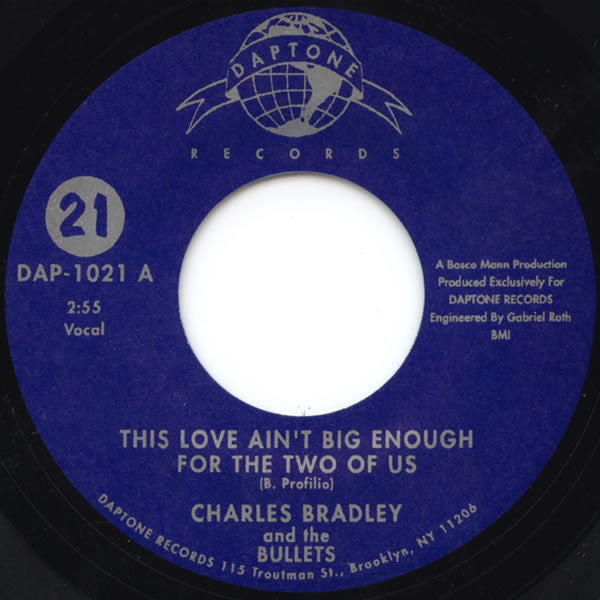 DAPTONE
RECORDS
21
DAP-1021 A
2:55
Vocal
A Bosco Mann Production
Produced Exclusively For
DAPTONE RECORDS
Engineered By Gabriel Roth
BMI
THIS LOVE AIN'T BIG ENOUGH
FOR THE TWO OF US
(B. Profilio)
CHARLES BRADLEY
and the
BULLETS
DAPTONE RECORDS 115 Troutman St., Brooklyn, NY 11206